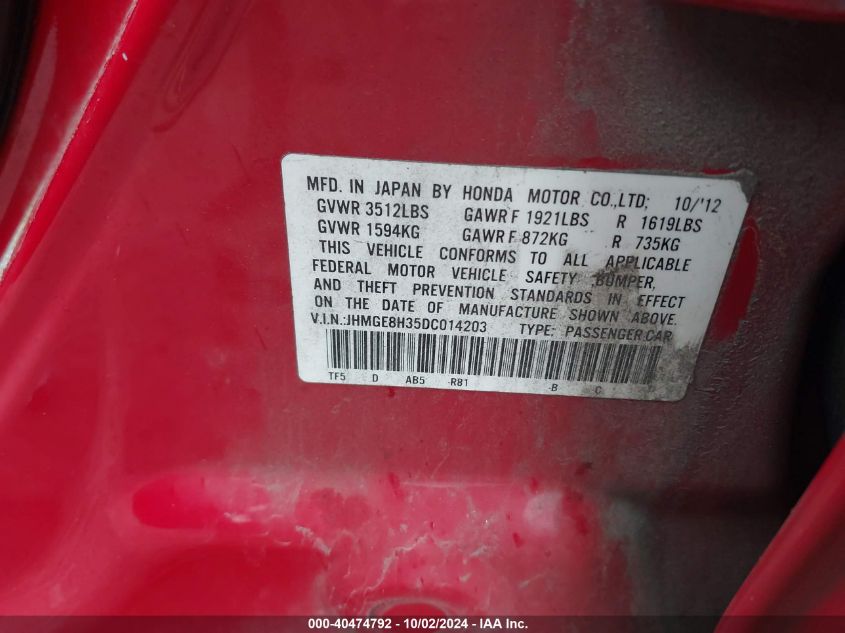 MFD. IN JAPAN BY HONDA MOTOR CO.,LTD; 10/'12
GVWR 3512LBS GAWR F 1921LBS R 1619LBS
GVWR 1594KG GAWR F 872KG R 735KG
THIS VEHICLE CONFORMS TO ALL APPLICABLE
FEDERAL MOTOR VEHICLE SAFETY ,BUMPER,
AND THEFT PREVENTION STANDARDS IN EFFECT
ON THE DATE OF MANUFACTURE SHOWN ABOVE.
V.I.N.:JHMGE8H35DC014203 TYPE: PASSENGER CAR
TF5 D AB5 -R81 -B C
000-40474792 - 10/02/2024 - IAA Inc.